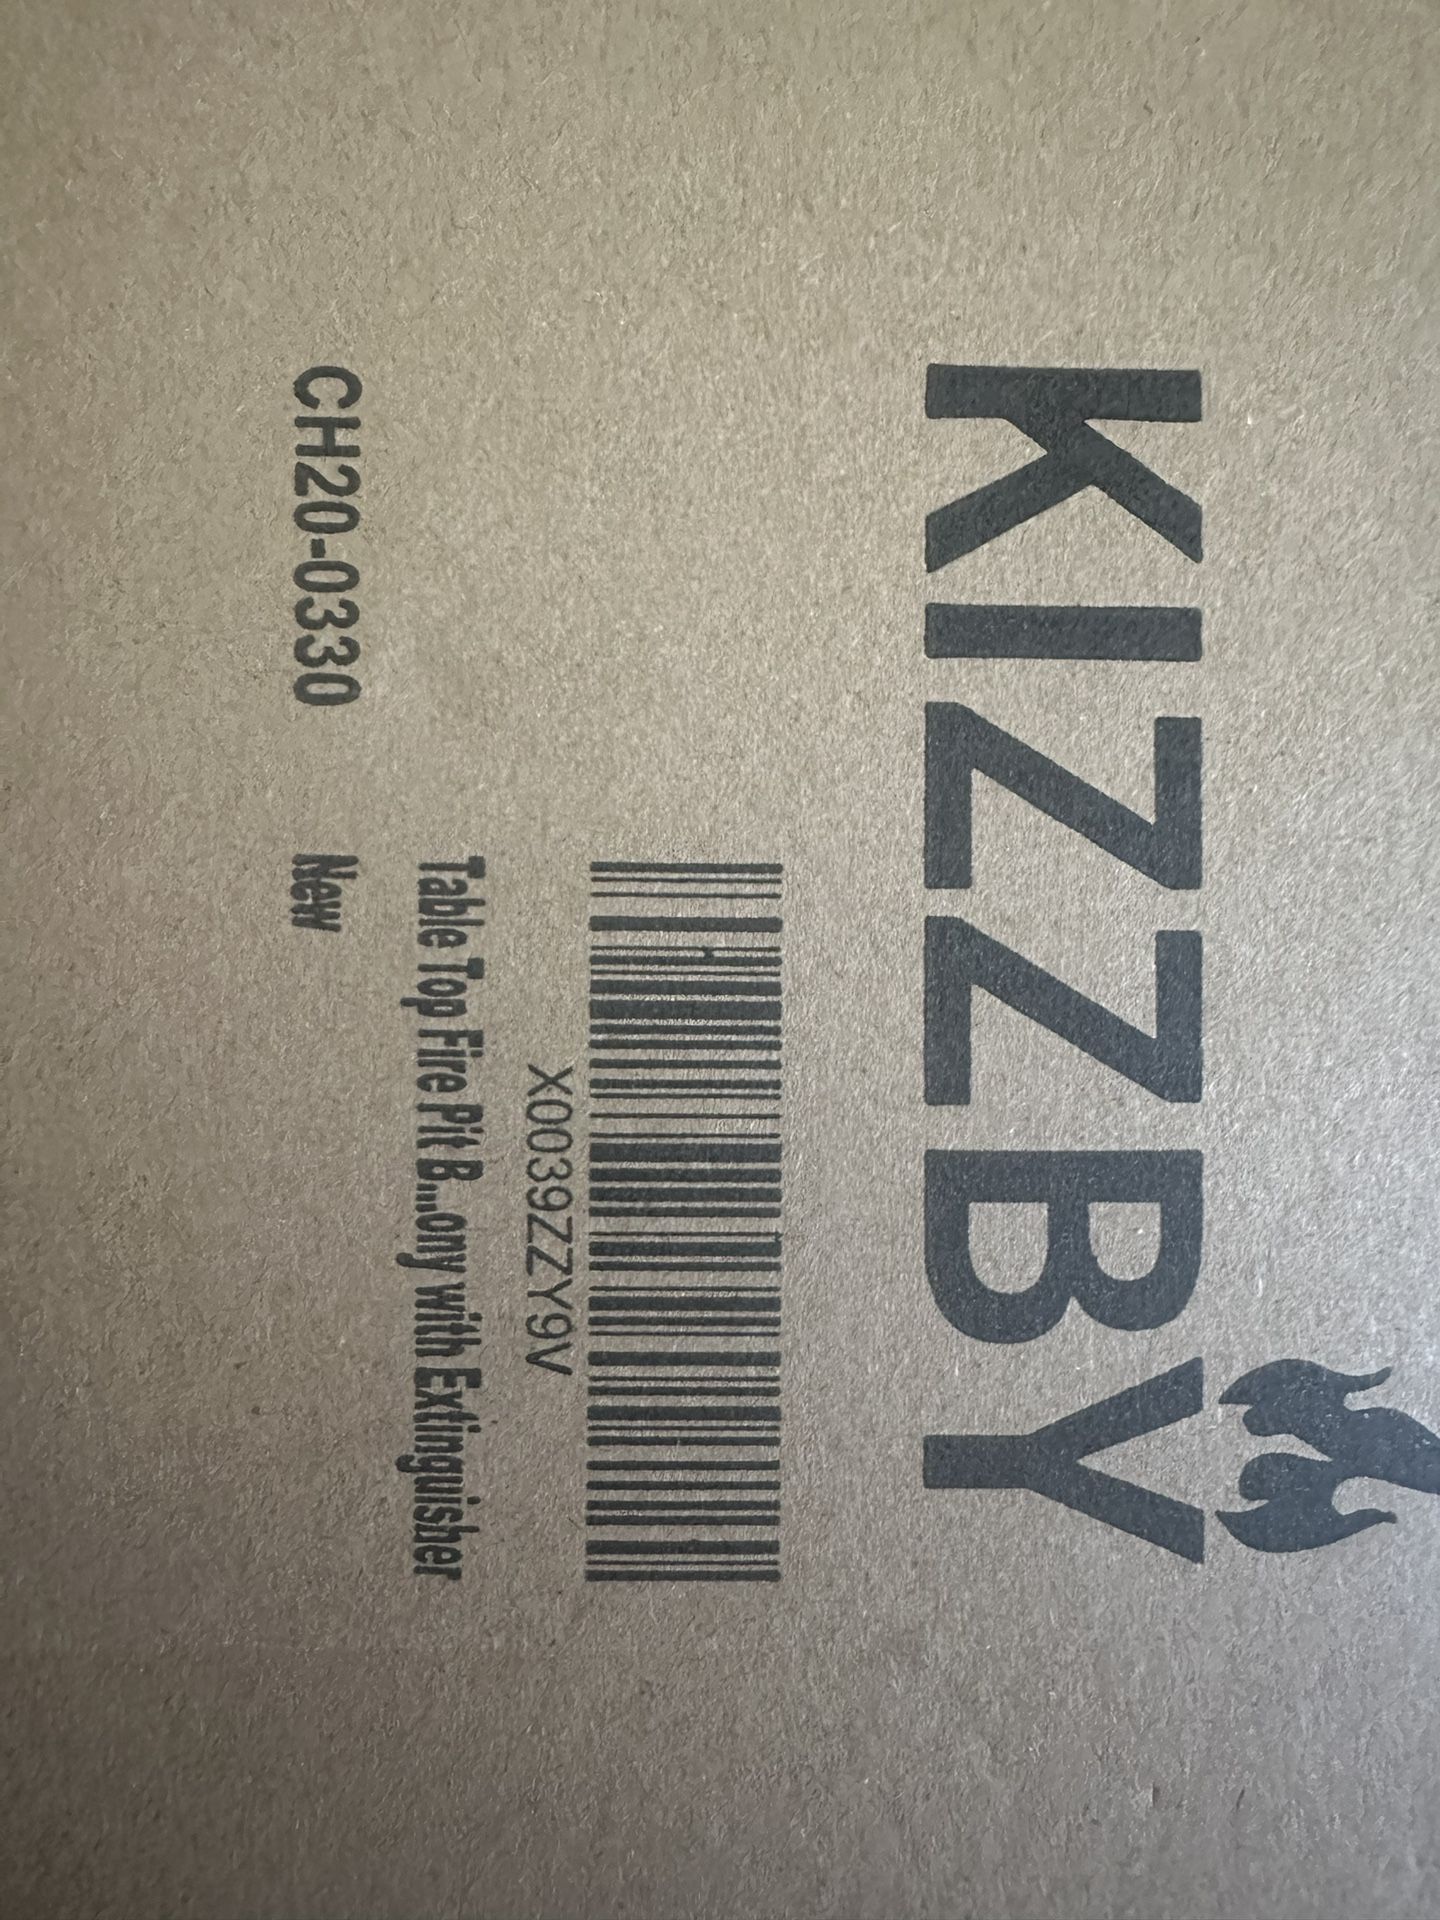 KIZZBY
X0039ZZY9V
Table Top Fire Pit B...ony with Extinguisher
CH20-0330 New